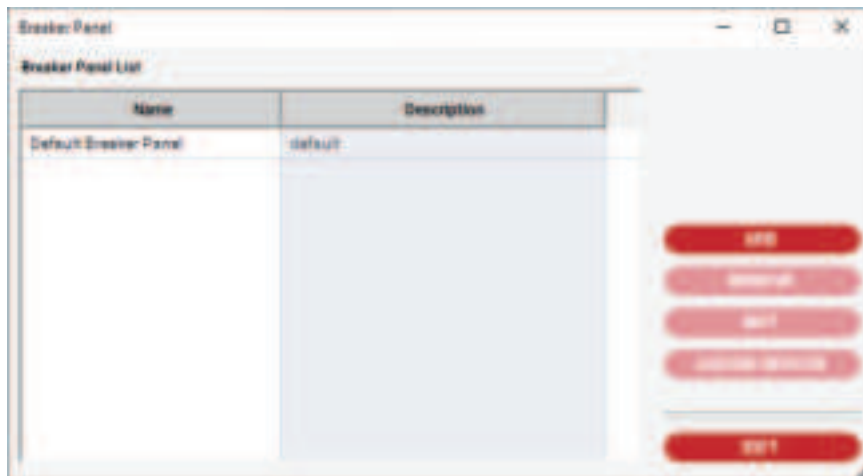 Breaker Panel
Breaker Panel List
Name Description
Default Breaker Panel default
ADD
REMOVE
EDIT
EXIT